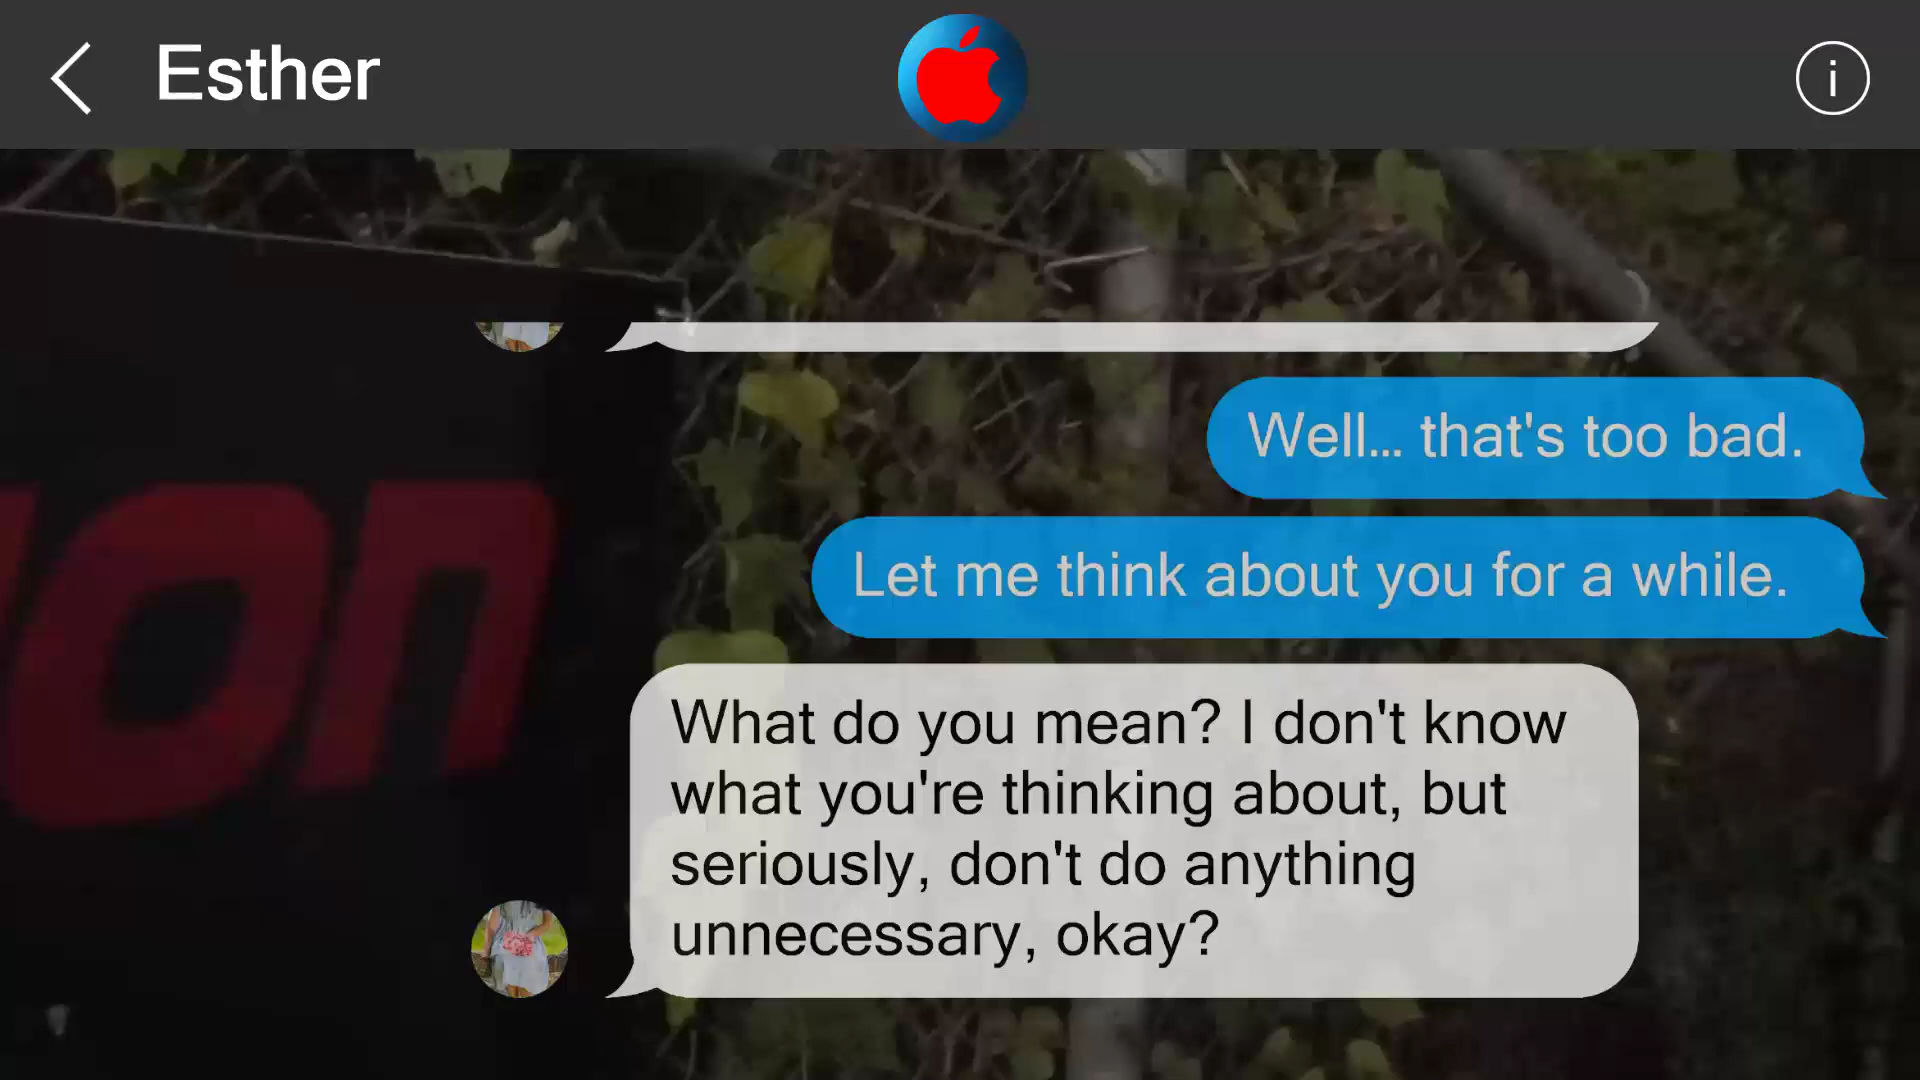 Esther
i
Well... that's too bad.
Let me think about you for a while.
on
What do you mean? I don't know
what you're thinking about, but
seriously, don't do anything
unnecessary, okay?